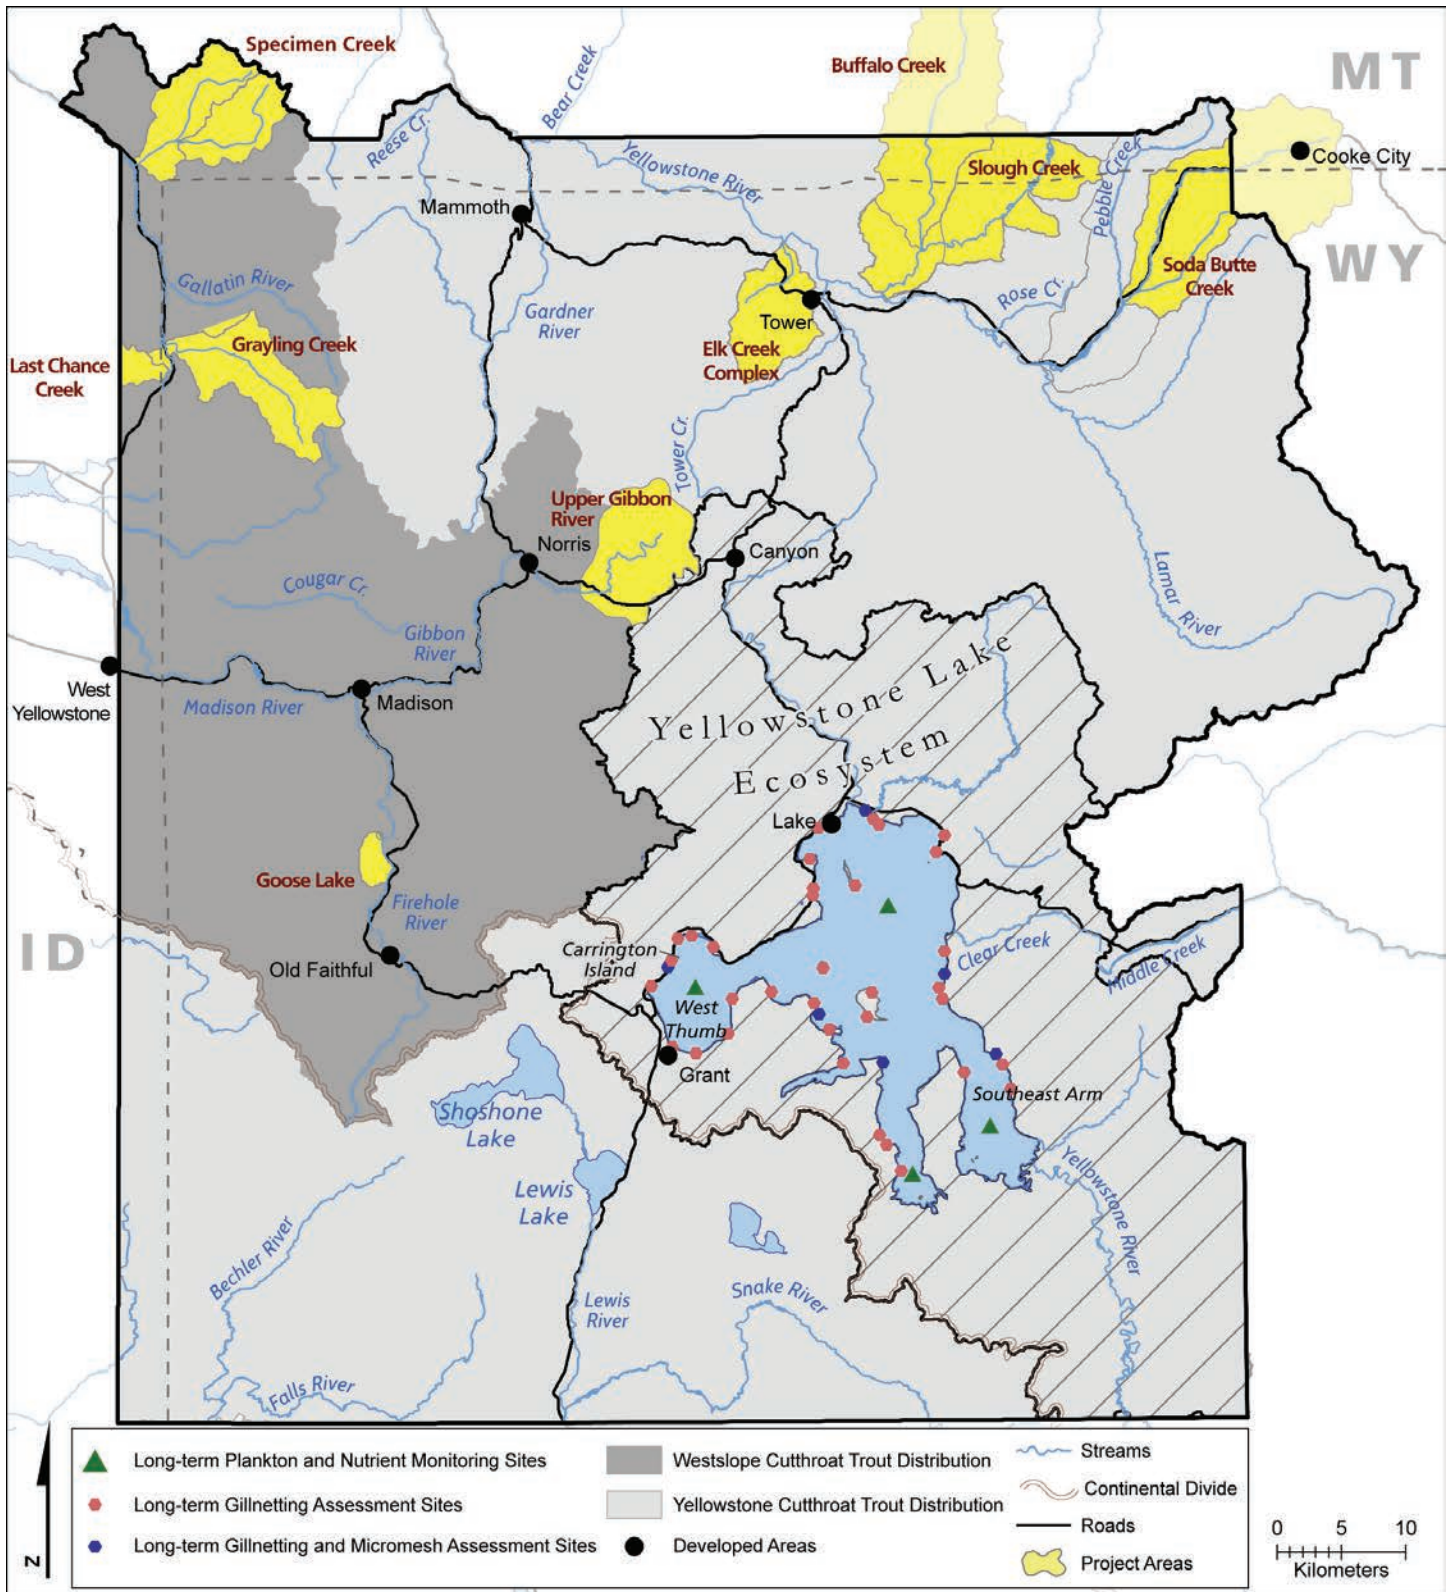 Specimen Creek
Buffalo Creek
MT
Bear Creek
Reese Cr.
Yellowstone River
Slough Creek
Pebble Creek
Cooke City
Mammoth
WY
Soda Butte
Creek
Gallatin River
Rose Cr.
Gardner
River
Tower
Grayling Creek
Elk Creek
Complex
Last Chance
Creek
Tower Cr.
Upper Gibbon
River
Norris
Canyon
Lamar River
Cougar Cr.
Gibbon
River
West
Yellowstone
Madison River
Madison
Yellowstone Lake
Ecosystem
Lake
Goose Lake
Firehole
River
ID
Old Faithful
Carrington
Island
Clear Creek
Middle Creek
West
Thumb
Grant
Southeast Arm
Shoshone
Lake
Lewis
Lake
Yellowstone River
Bechler River
Lewis
River
Snake River
Falls River
N
Long-term Plankton and Nutrient Monitoring Sites
Long-term Gillnetting Assessment Sites
Long-term Gillnetting and Micromesh Assessment Sites
Westslope Cutthroat Trout Distribution
Yellowstone Cutthroat Trout Distribution
Developed Areas
Streams
Continental Divide
Roads
Project Areas
0 5 10
Kilometers